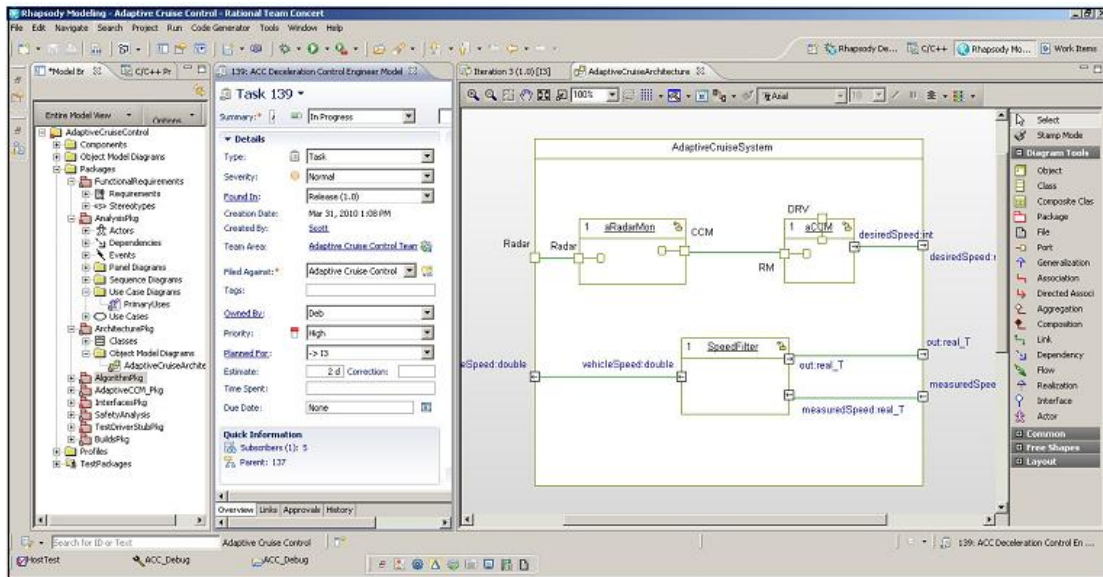 Rhapsody Modeling - Adaptive Cruise Control - Rational Team Concert
File Edit Navigate Search Project Run Code Generator Tools Window Help
Rhapsody De... C/C++ Rhapsody Mo... Work Items
*Model Br C/C++ Pr
Entire Model View
AdaptiveCruiseControl
Components
Object Model Diagrams
Packages
FunctionalRequirements
Requirements
Stereotypes
AnalysisPkg
Actors
Dependencies
Events
Panel Diagrams
Sequence Diagrams
Use Case Diagrams
PrimaryUses
Use Cases
ArchitecturePkg
Classes
Object Model Diagrams
AdaptiveCruiseArchite
AlgorithmPkg
AdaptiveCCM_Pkg
InterfacesPkg
SafetyAnalysis
TestDriverStubPkg
BuildsPkg
Profiles
TestPackages
139: ACC Deceleration Control Engineer Model
Task 139
Summary:* In Progress
Details
Type: Task
Severity: Normal
Found In: Release (1.0)
Creation Date: Mar 31, 2010 1:08 PM
Created By: Scott
Team Area: Adaptive Cruise Control Team
Filed Against:* Adaptive Cruise Control
Tags:
Owned By: Deb
Priority: High
Planned For: -> I3
Estimate: 2 d Correction:
Time Spent:
Due Date: None
Quick Information
Subscribers (1): 5
Parent: 137
Overview Links Approvals History
Iteration 3 (1.0) [I3] AdaptiveCruiseArchitecture
100% Arial 10
AdaptiveCruiseSystem
DRV
1 aRadarMon
CCM
1 aCCM
desiredSpeed:int
Radar
Radar
RM
desiredSpeed:
1 SpeedFilter
out:real_T
eSpeed:double
vehicleSpeed:double
out:real_T
measuredSpee
measuredSpeed:real_T
Select
Stamp Mode
Diagram Tools
Object
Class
Composite Clas
Package
File
Port
Generalization
Association
Directed Associ
Aggregation
Composition
Link
Dependency
Flow
Realization
Interface
Actor
Common
Free Shapes
Layout
Search for ID or Text
Adaptive Cruise Control
139: ACC Deceleration Control En ...
HostTest ACC_Debug ACC_Debug